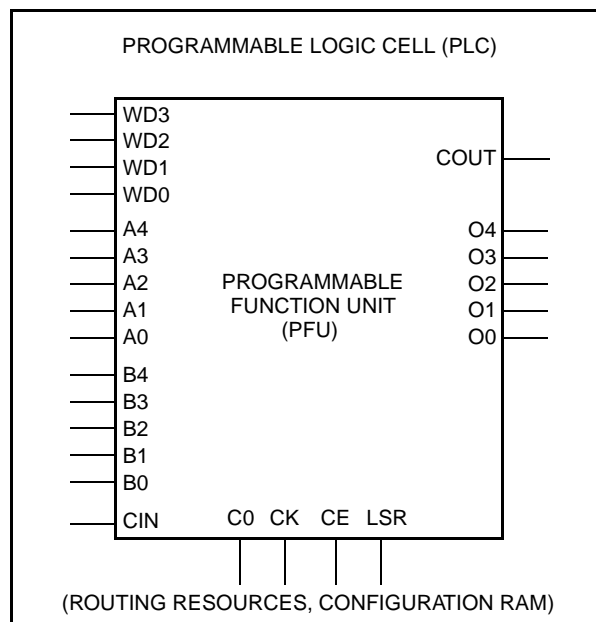 PROGRAMMABLE LOGIC CELL (PLC)
WD3
WD2
WD1
WD0
A4
A3
A2
A1
A0
B4
B3
B2
B1
B0
CIN
PROGRAMMABLE
FUNCTION UNIT
(PFU)
COUT
O4
O3
O2
O1
O0
C0 CK CE LSR
(ROUTING RESOURCES, CONFIGURATION RAM)